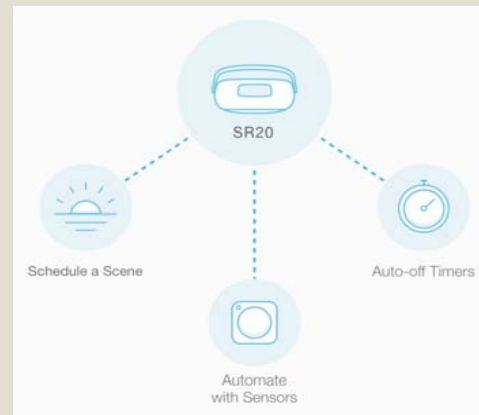 SR20
Schedule a Scene
Auto-off Timers
Automate
with Sensors